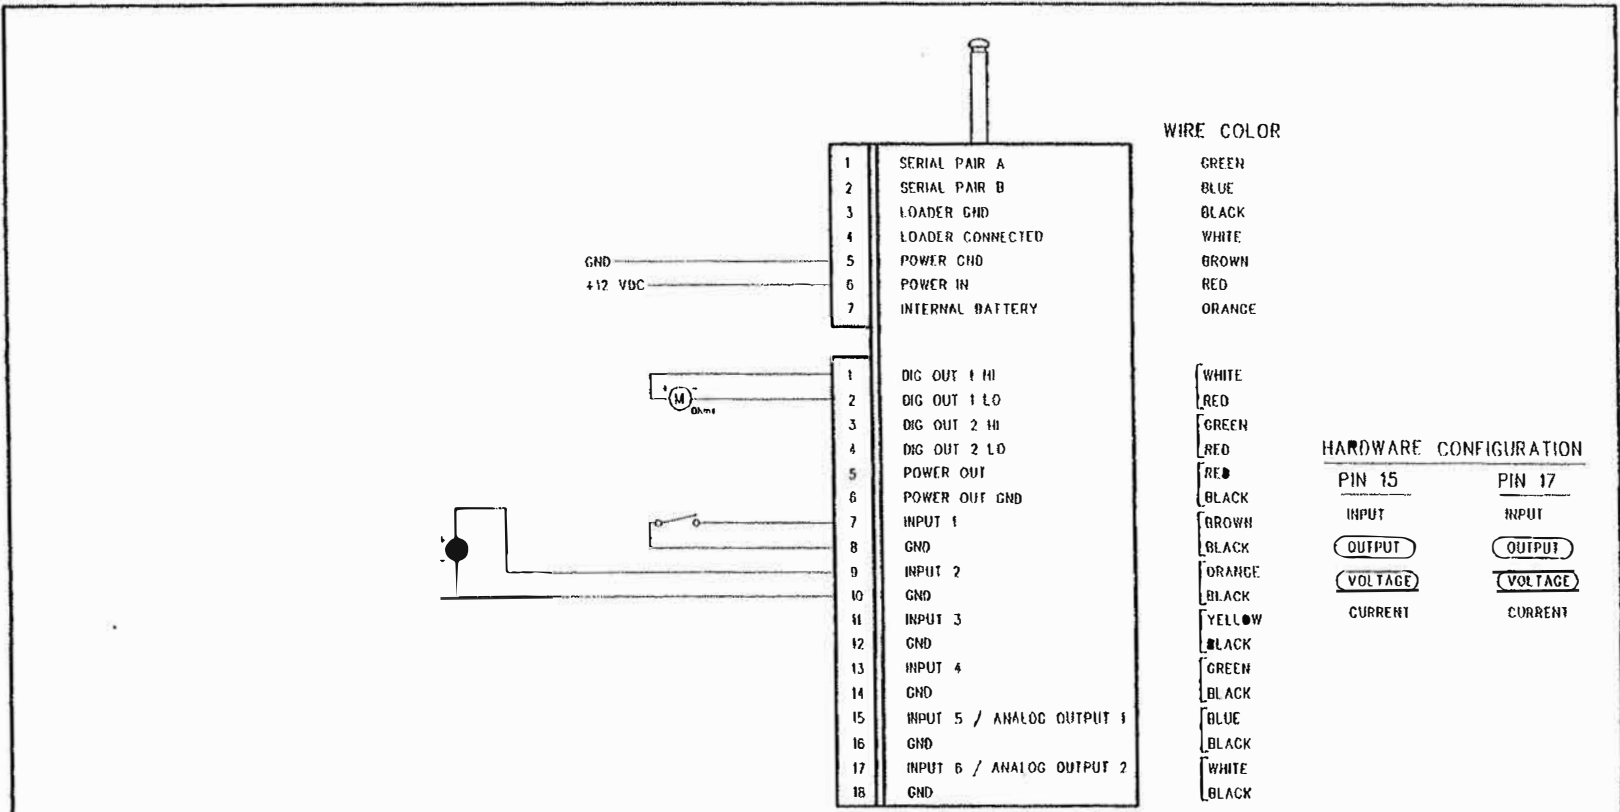 WIRE COLOR
1 SERIAL PAIR A GREEN
2 SERIAL PAIR B BLUE
3 LOADER GND BLACK
4 LOADER CONNECTED WHITE
GND 5 POWER GND BROWN
+12 VDC 6 POWER IN RED
7 INTERNAL BATTERY ORANGE
1 DIG OUT 1 HI WHITE
+ M - 2 DIG OUT 1 LO RED
Ohms
3 DIG OUT 2 HI GREEN
4 DIG OUT 2 LO RED
HARDWARE CONFIGURATION
5 POWER OUT RED
PIN 15 PIN 17
6 POWER OUT GND BLACK
7 INPUT 1 BROWN
INPUT INPUT
8 GND BLACK
OUTPUT OUTPUT
9 INPUT 2 ORANGE
VOLTAGE VOLTAGE
10 GND BLACK
11 INPUT 3 YELLOW
CURRENT CURRENT
12 GND BLACK
13 INPUT 4 GREEN
14 GND BLACK
15 INPUT 5 / ANALOG OUTPUT 1 BLUE
16 GND BLACK
17 INPUT 6 / ANALOG OUTPUT 2 WHITE
18 GND BLACK